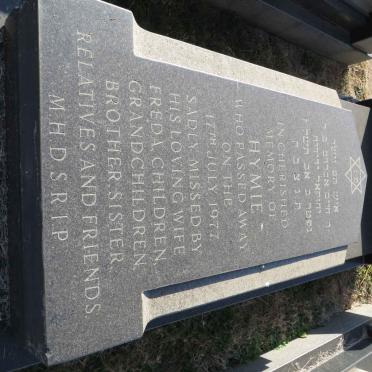 IN CHERISHED
MEMORY OF
HYMIE
WHO PASSED AWAY
ON THE
17TH JULY 1977
SADLY MISSED BY
HIS LOVING WIFE
FREDA, CHILDREN,
GRANDCHILDREN,
BROTHER, SISTER,
RELATIVES AND FRIENDS
M H D S R I P